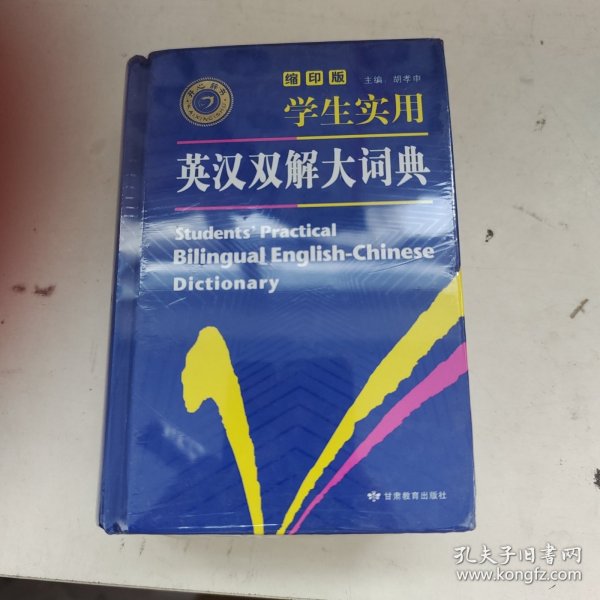 缩印版 主编 胡孝申
学生实用
英汉双解大词典
Students' Practical
Bilingual English-Chinese
Dictionary
甘肃教育出版社
孔夫子旧书网
www.kongfz.com